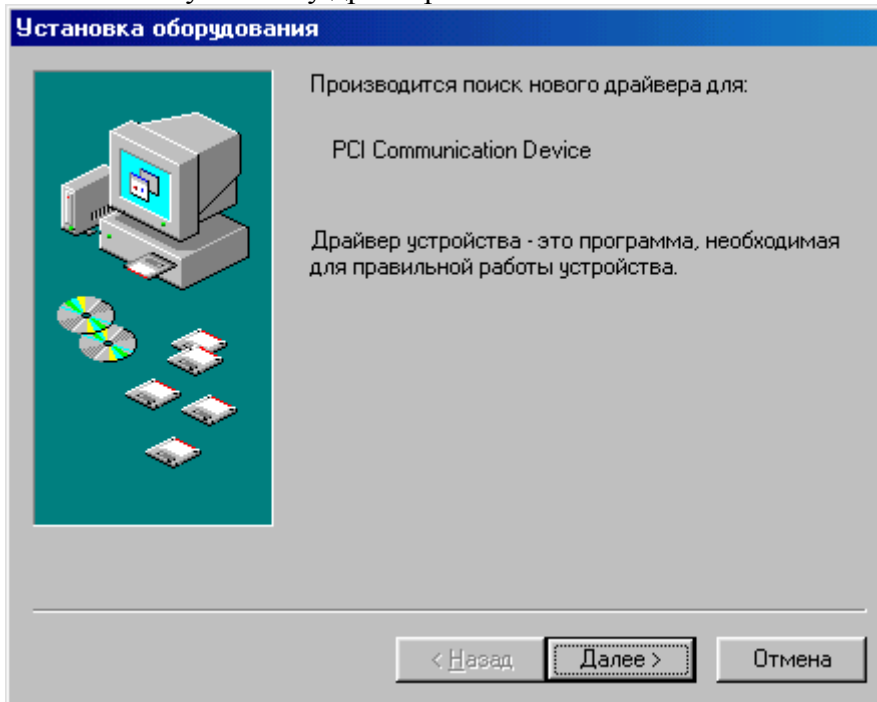 Установка оборудования
Производится поиск нового драйвера для:
PCI Communication Device
Драйвер устройства - это программа, необходимая
для правильной работы устройства.
< Назад
Далее >
Отмена